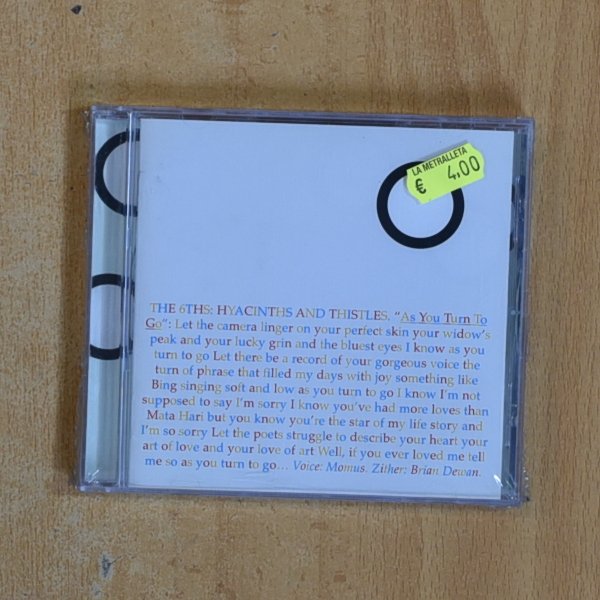 LA METRALLETA
€ 4,00
THE 6THS: HYACINTHS AND THISTLES. "As You Turn To
Go": Let the camera linger on your perfect skin your widow's
peak and your lucky grin and the bluest eyes I know as you
turn to go Let there be a record of your gorgeous voice the
turn of phrase that filled my days with joy something like
Bing singing soft and low as you turn to go I know I'm not
supposed to say I'm sorry I know you've had more loves than
Mata Hari but you know you're the star of my life story and
I'm so sorry Let the poets struggle to describe your heart your
art of love and your love of art Well, if you ever loved me tell
me so as you turn to go... Voice: Momus. Zither: Brian Dewan.